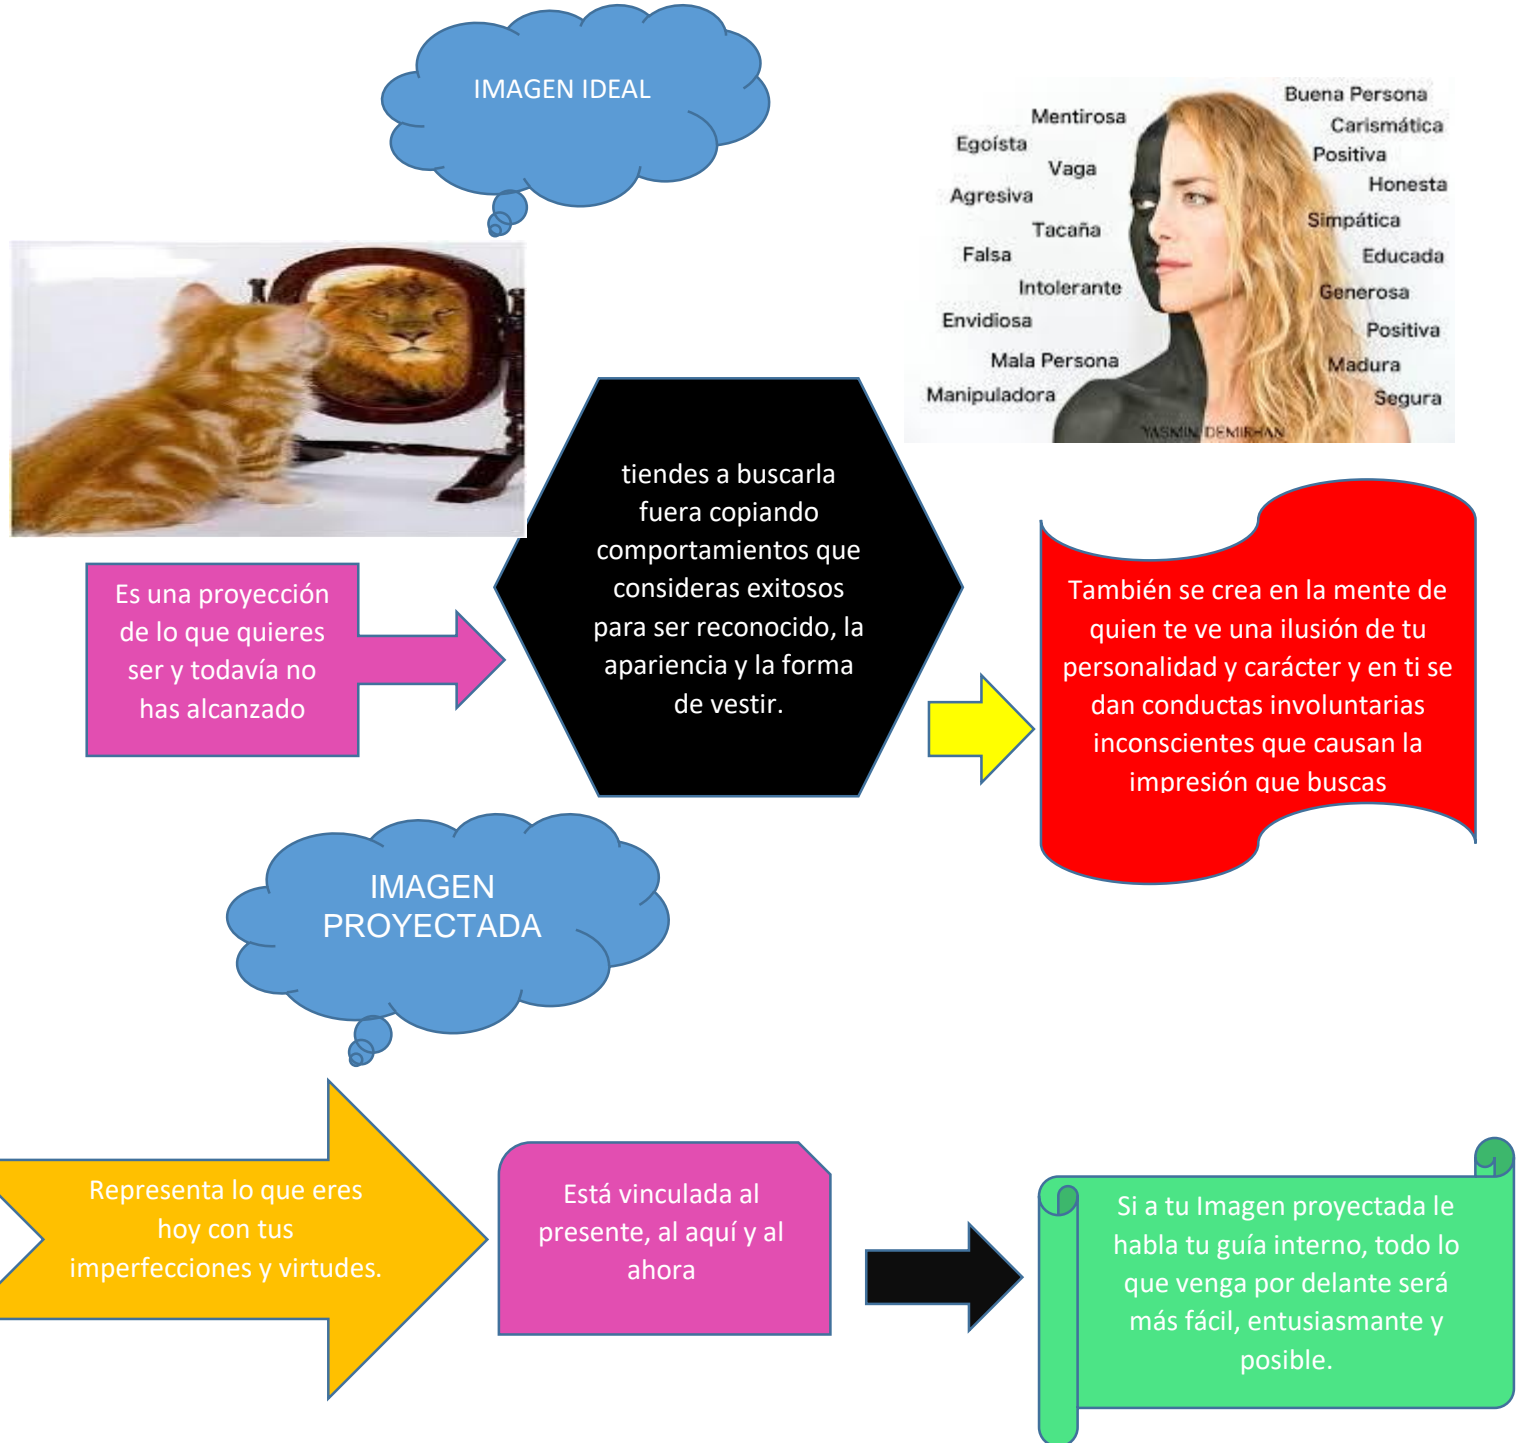 IMAGEN IDEAL
Mentirosa
Egoísta
Vaga
Agresiva
Tacaña
Falsa
Intolerante
Envidiosa
Mala Persona
Manipuladora
Buena Persona
Carismática
Positiva
Honesta
Simpática
Educada
Generosa
Positiva
Madura
Segura
YASMIN DEMIRHAN
Es una proyección
de lo que quieres
ser y todavía no
has alcanzado
tiendes a buscarla
fuera copiando
comportamientos que
consideras exitosos
para ser reconocido, la
apariencia y la forma
de vestir.
También se crea en la mente de
quien te ve una ilusión de tu
personalidad y carácter y en ti se
dan conductas involuntarias
inconscientes que causan la
impresión que buscas
IMAGEN
PROYECTADA
Representa lo que eres
hoy con tus
imperfecciones y virtudes.
Está vinculada al
presente, al aquí y al
ahora
Si a tu Imagen proyectada le
habla tu guía interno, todo lo
que venga por delante será
más fácil, entusiasmante y
posible.